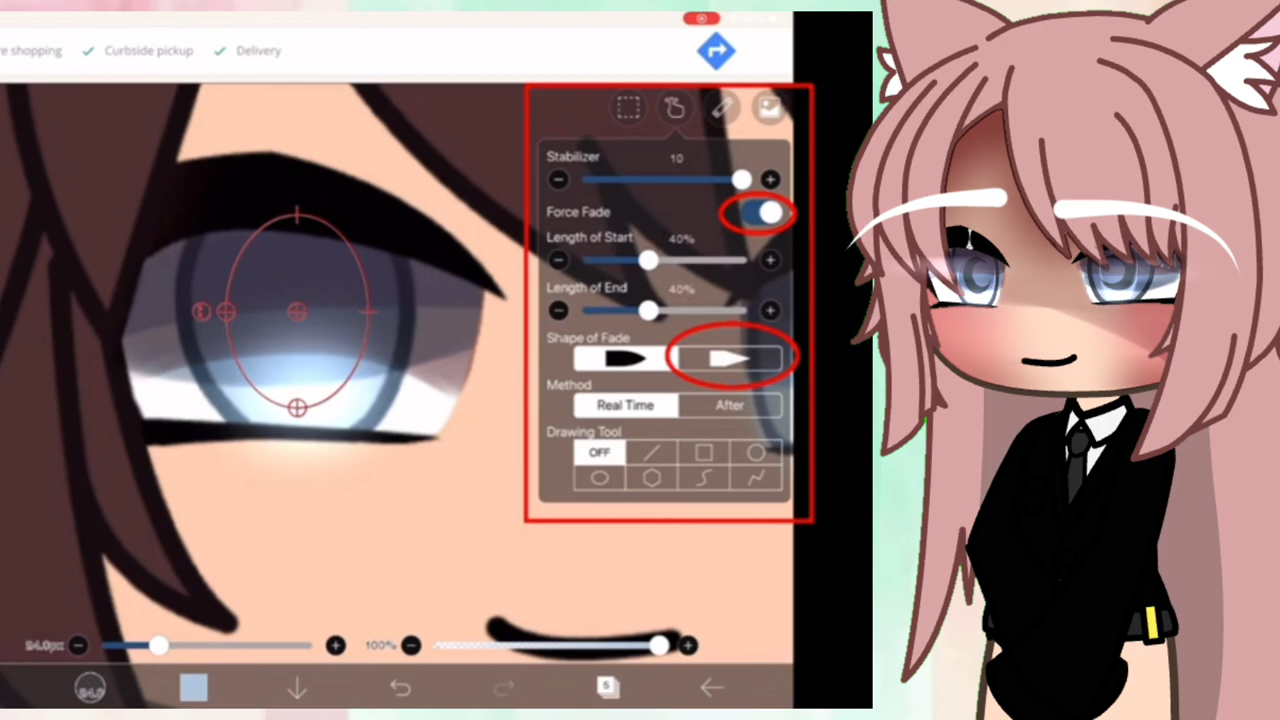 re shopping Curbside pickup Delivery
Stabilizer 10
Force Fade
Length of Start 40%
Length of End 40%
Shape of Fade
Method
Real Time After
Drawing Tool
OFF
100%
5